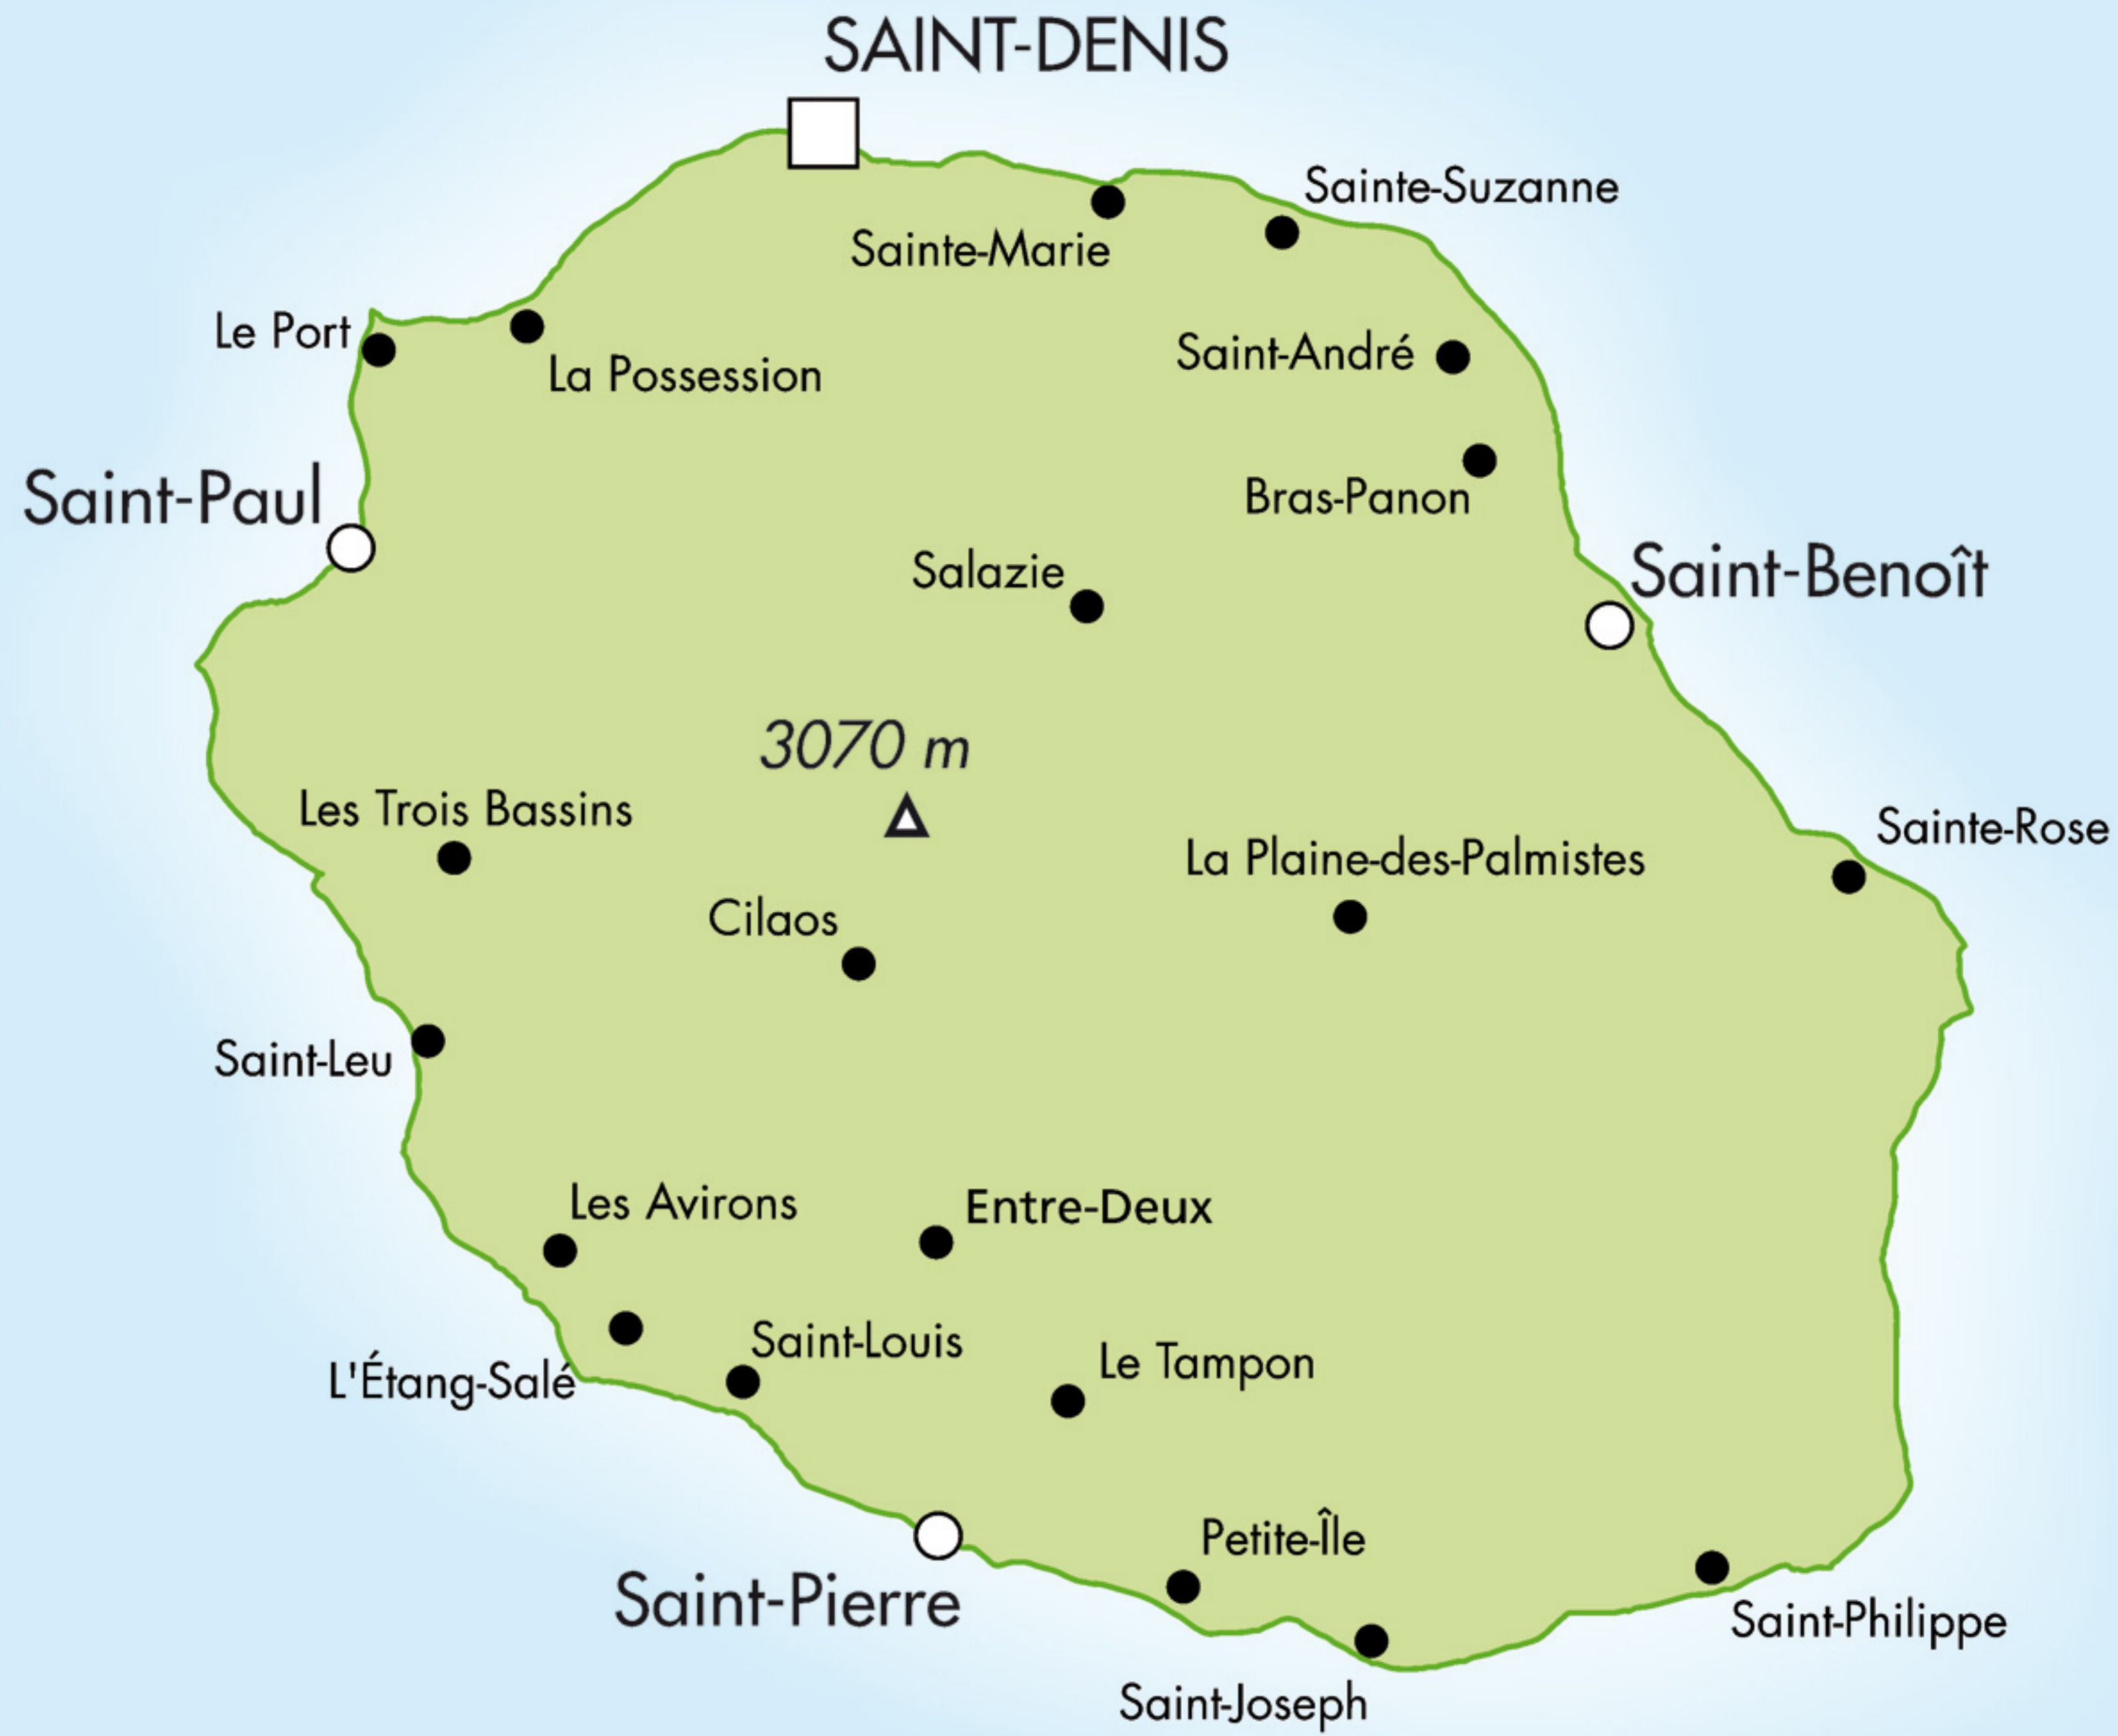 SAINT-DENIS
Sainte-Suzanne
Sainte-Marie
Le Port
La Possession
Saint-André
Saint-Paul
Bras-Panon
Salazie
Saint-Benoît
3070 m
Les Trois Bassins
Sainte-Rose
La Plaine-des-Palmistes
Cilaos
Saint-Leu
Les Avirons
Entre-Deux
Saint-Louis
Le Tampon
L'Étang-Salé
Petite-Île
Saint-Pierre
Saint-Philippe
Saint-Joseph